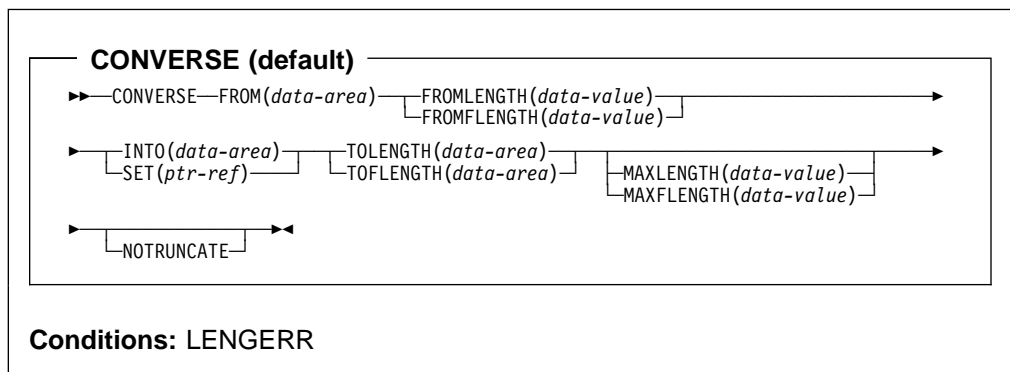 CONVERSE (default)
CONVERSE FROM(data-area) FROMLENGTH(data-value)
FROMFLENGTH(data-value)
INTO(data-area) TOLENGTH(data-area)
SET(ptr-ref) TOFLENGTH(data-area) MAXLENGTH(data-value)
MAXFLENGTH(data-value)
NOTRUNCATE
Conditions: LENGERR